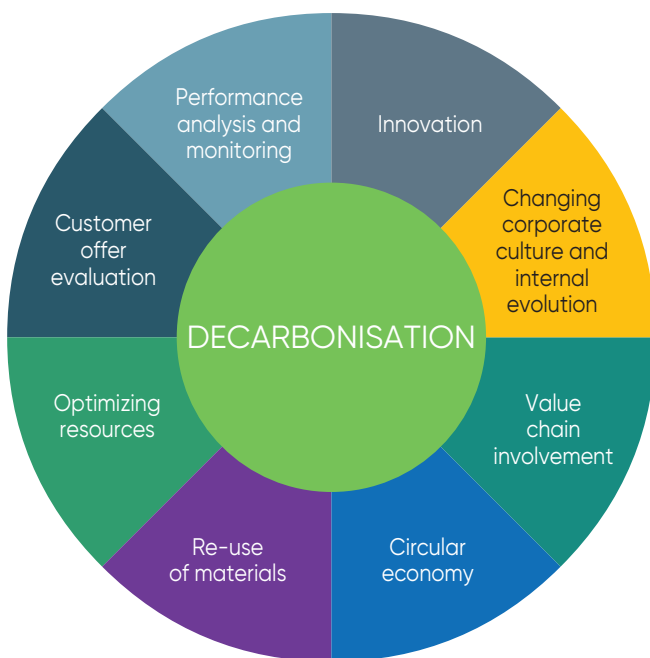 Performance
analysis and
monitoring
Innovation
Changing
corporate
culture and
internal
evolution
Customer
offer
evaluation
DECARBONISATION
Optimizing
resources
Value
chain
involvement
Re-use
of materials
Circular
economy